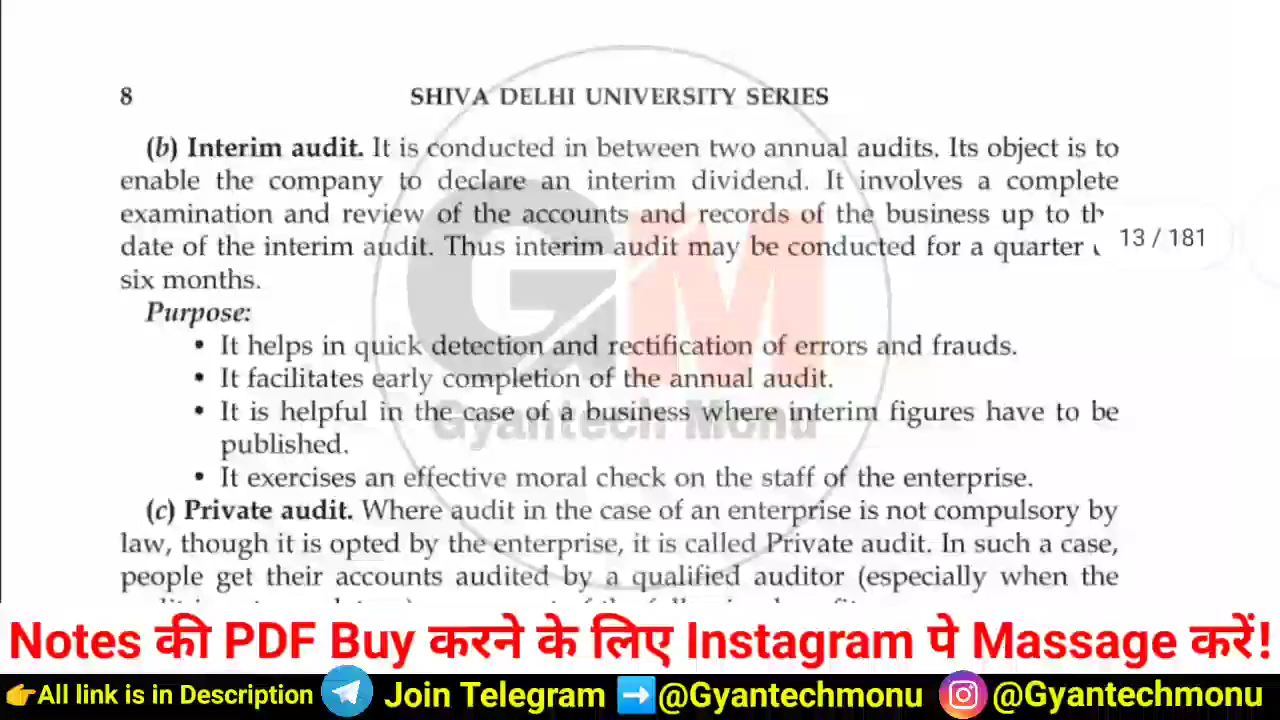 8 SHIVA DELHI UNIVERSITY SERIES
(b) Interim audit. It is conducted in between two annual audits. Its object is to
enable the company to declare an interim dividend. It involves a complete
examination and review of the accounts and records of the business up to
date of the interim audit. Thus interim audit may be conducted for a quarter
13 / 181
six months.
Purpose:
• It helps in quick detection and rectification of errors and frauds.
• It facilitates early completion of the annual audit.
• It is helpful in the case of a business where interim figures have to be
published.
• It exercises an effective moral check on the staff of the enterprise.
GM
Gyantech Monu
(c) Private audit. Where audit in the case of an enterprise is not compulsory by
law, though it is opted by the enterprise, it is called Private audit. In such a case,
people get their accounts audited by a qualified auditor (especially when the
Notes की PDF Buy करने के लिए Instagram पे Massage करें!
👉All link is in Description Join Telegram ➡️@Gyantechmonu @Gyantechmonu